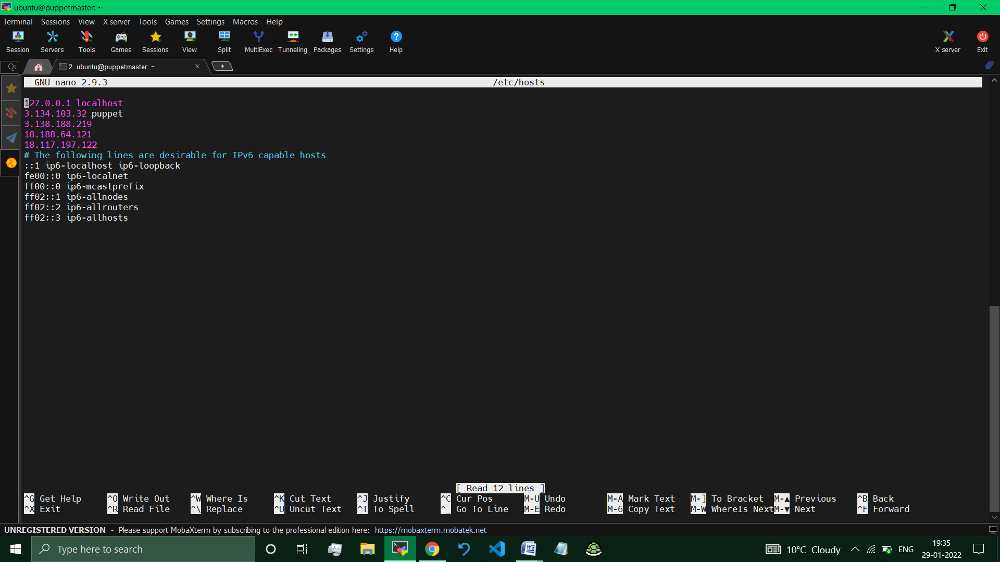 ubuntu@puppetmaster: ~
Terminal Sessions View X server Tools Games Settings Macros Help
Session Servers Tools Games Sessions View Split MultiExec Tunneling Packages Settings Help X server Exit
2. ubuntu@puppetmaster: ~
GNU nano 2.9.3 /etc/hosts
127.0.0.1 localhost
3.134.103.32 puppet
3.138.188.219
18.188.64.121
18.117.197.122
# The following lines are desirable for IPv6 capable hosts
::1 ip6-localhost ip6-loopback
fe00::0 ip6-localnet
ff00::0 ip6-mcastprefix
ff02::1 ip6-allnodes
ff02::2 ip6-allrouters
ff02::3 ip6-allhosts
[ Read 12 lines ]
^G Get Help ^O Write Out ^W Where Is ^K Cut Text ^J Justify ^C Cur Pos M-U Undo M-A Mark Text M-] To Bracket M-▲ Previous ^B Back
^X Exit ^R Read File ^\ Replace ^U Uncut Text ^T To Spell ^_ Go To Line M-E Redo M-6 Copy Text M-W WhereIs Next M-▼ Next ^F Forward
UNREGISTERED VERSION - Please support MobaXterm by subscribing to the professional edition here: https://mobaxterm.mobatek.net
Type here to search
10°C Cloudy
ENG
19:35
29-01-2022